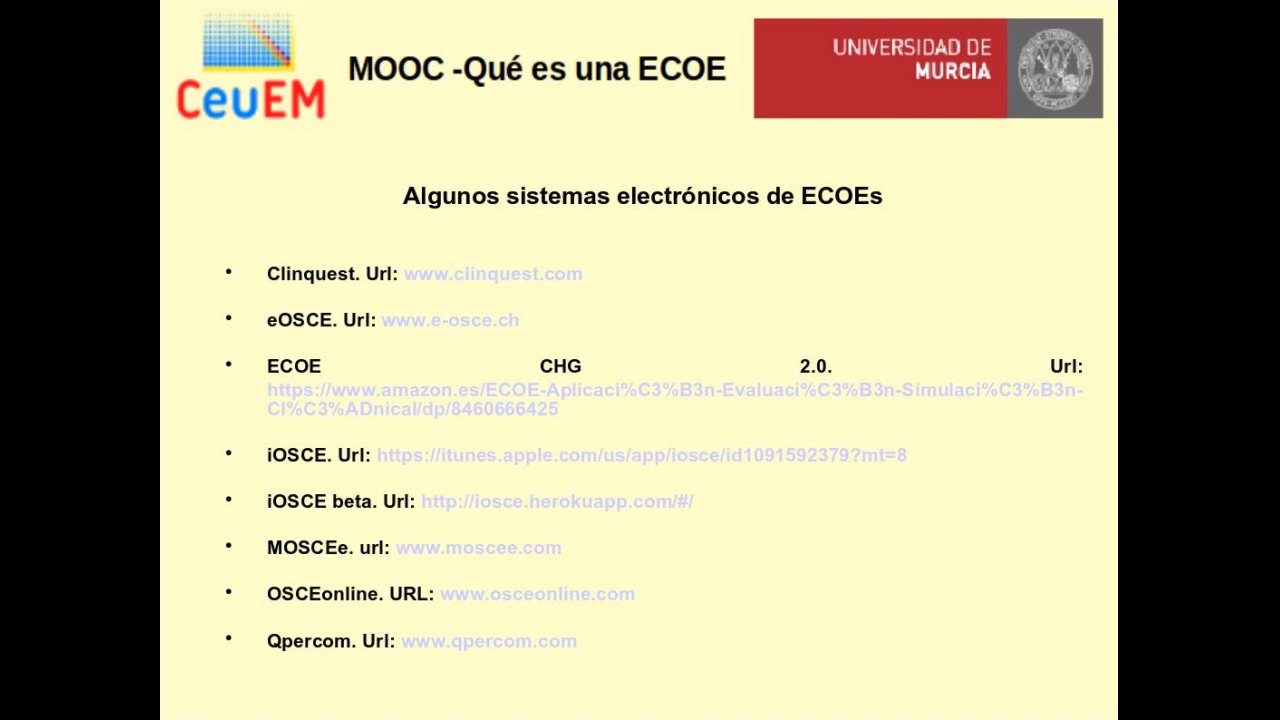 CeuEM
MOOC -Qué es una ECOE
UNIVERSIDAD DE
MURCIA
Algunos sistemas electrónicos de ECOEs
• Clinquest. Url: www.clinquest.com
• eOSCE. Url: www.e-osce.ch
• ECOE CHG 2.0. Url:
https://www.amazon.es/ECOE-Aplicaci%C3%B3n-Evaluaci%C3%B3n-Simulaci%C3%B3n-
Cl%C3%ADnical/dp/8460666425
• iOSCE. Url: https://itunes.apple.com/us/app/iosce/id1091592379?mt=8
• iOSCE beta. Url: http://iosce.herokuapp.com/#/
• MOSCEe. url: www.moscee.com
• OSCEonline. URL: www.osceonline.com
• Qpercom. Url: www.qpercom.com